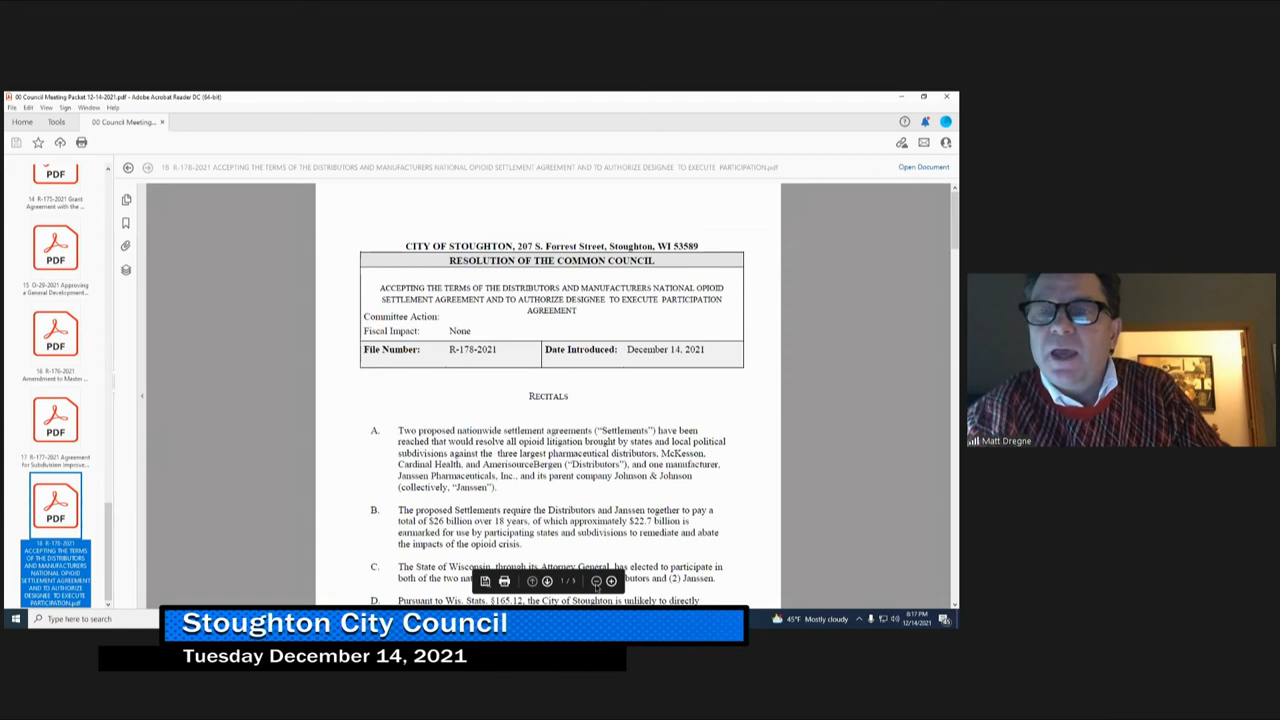 00 Council Meeting Packet 12-14-2021.pdf - Adobe Acrobat Reader DC (64-bit)
File Edit View Sign Window Help
Home Tools 00 Council Meeting... ×
18 R-178-2021 ACCEPTING THE TERMS OF THE DISTRIBUTORS AND MANUFACTURERS NATIONAL OPIOID SETTLEMENT AGREEMENT AND TO AUTHORIZE DESIGNEE TO EXECUTE PARTICIPATION.pdf
Open Document
PDF
14 R-175-2021 Grant
Agreement with the ...
PDF
15 O-29-2021 Approving
a General Development...
PDF
16 R-176-2021
Amendment to Master ...
PDF
17 R-177-2021 Agreement
for Subdivision Improve...
PDF
18 R-178-2021
ACCEPTING THE TERMS
OF THE DISTRIBUTORS
AND MANUFACTURERS
NATIONAL OPIOID
SETTLEMENT AGREEMENT
AND TO AUTHORIZE
DESIGNEE TO EXECUTE
PARTICIPATION.pdf
CITY OF STOUGHTON, 207 S. Forrest Street, Stoughton, WI 53589
RESOLUTION OF THE COMMON COUNCIL
ACCEPTING THE TERMS OF THE DISTRIBUTORS AND MANUFACTURERS NATIONAL OPIOID
SETTLEMENT AGREEMENT AND TO AUTHORIZE DESIGNEE TO EXECUTE PARTICIPATION
AGREEMENT
Committee Action:
Fiscal Impact: None
File Number: R-178-2021 Date Introduced: December 14, 2021
RECITALS
A. Two proposed nationwide settlement agreements (“Settlements”) have been
reached that would resolve all opioid litigation brought by states and local political
subdivisions against the three largest pharmaceutical distributors, McKesson,
Cardinal Health, and AmerisourceBergen (“Distributors”), and one manufacturer,
Janssen Pharmaceuticals, Inc., and its parent company Johnson & Johnson
(collectively, “Janssen”).
B. The proposed Settlements require the Distributors and Janssen together to pay a
total of $26 billion over 18 years, of which approximately $22.7 billion is
earmarked for use by participating states and subdivisions to remediate and abate
the impacts of the opioid crisis.
C. The State of Wisconsin, through its Attorney General, has elected to participate in
both of the two nat butors and (2) Janssen.
1 / 3
D. Pursuant to Wis. Stats. §165.12, the City of Stoughton is unlikely to directly
Matt Dregne
Type here to search
45°F Mostly cloudy
8:17 PM
12/14/2021
Stoughton City Council
Tuesday December 14, 2021